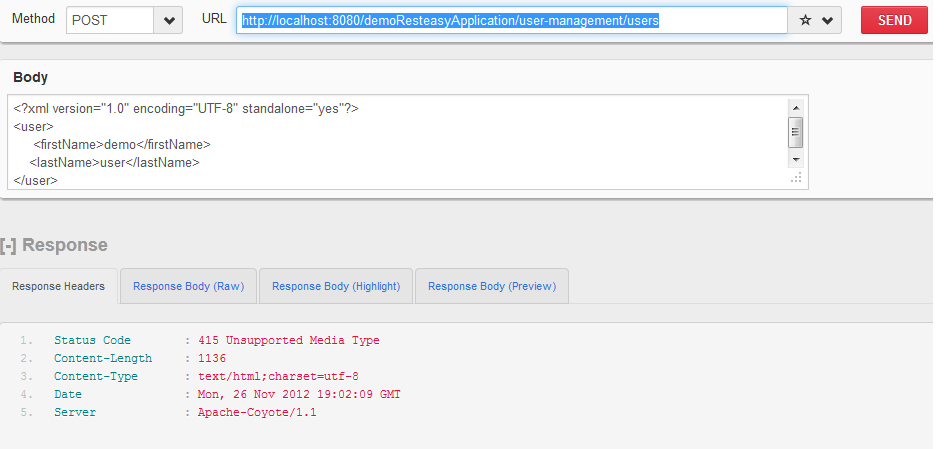 Method POST URL http://localhost:8080/demoResteasyApplication/user-management/users SEND
Body
<?xml version="1.0" encoding="UTF-8" standalone="yes"?>
<user>
<firstName>demo</firstName>
<lastName>user</lastName>
</user>
[-] Response
Response Headers Response Body (Raw) Response Body (Highlight) Response Body (Preview)
1. Status Code : 415 Unsupported Media Type
2. Content-Length : 1136
3. Content-Type : text/html;charset=utf-8
4. Date : Mon, 26 Nov 2012 19:02:09 GMT
5. Server : Apache-Coyote/1.1